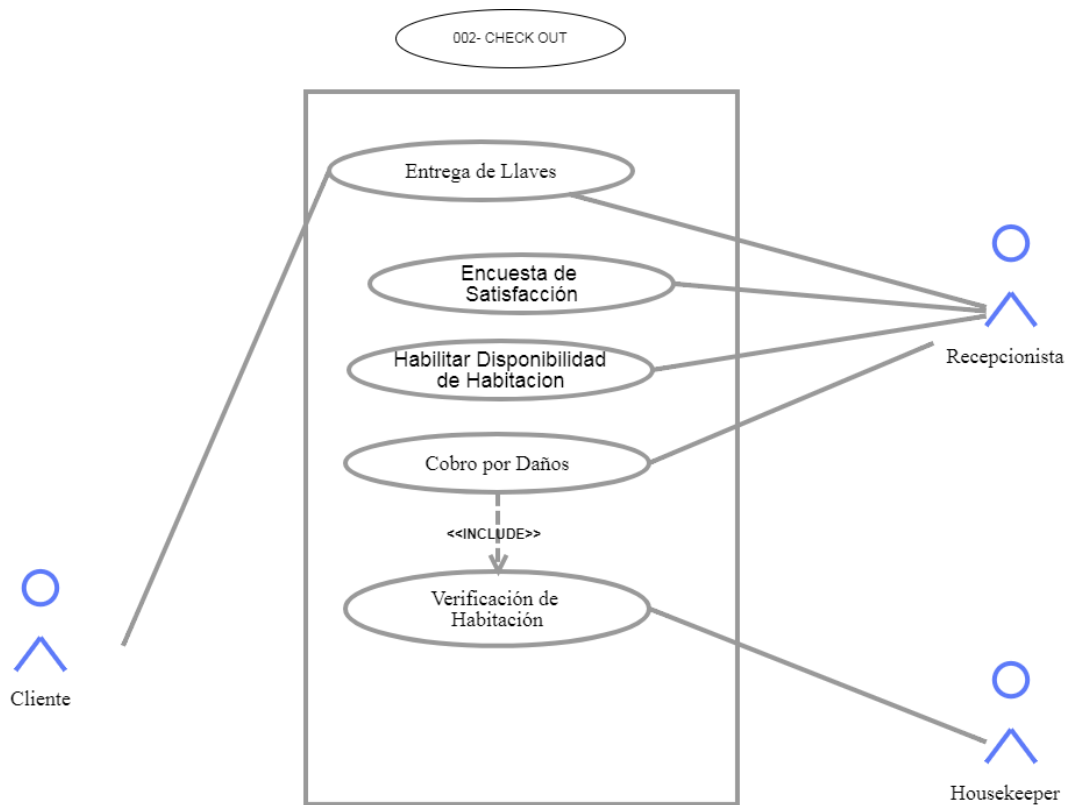 002- CHECK OUT
Entrega de Llaves
Encuesta de
Satisfacción
Habilitar Disponibilidad
de Habitacion
Recepcionista
Cobro por Daños
<<INCLUDE>>
Verificación de
Habitación
Cliente
Housekeeper